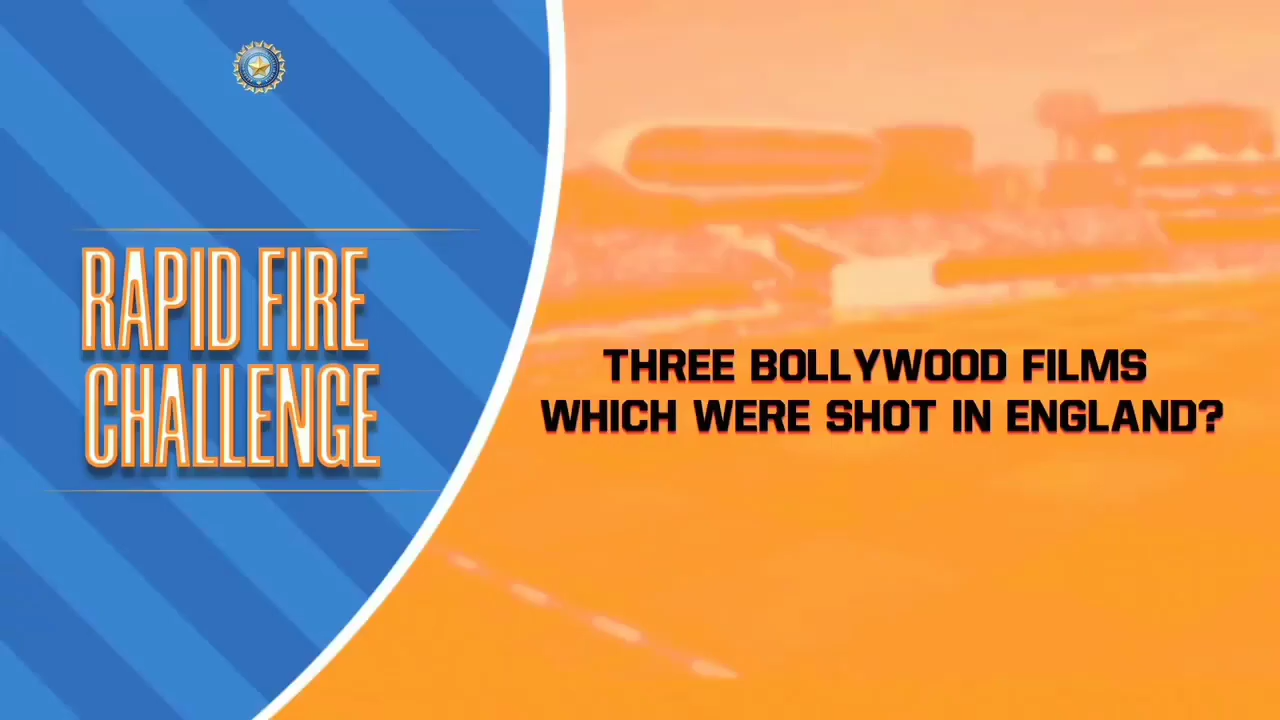 RAPID FIRE
CHALLENGE
THREE BOLLYWOOD FILMS
WHICH WERE SHOT IN ENGLAND?